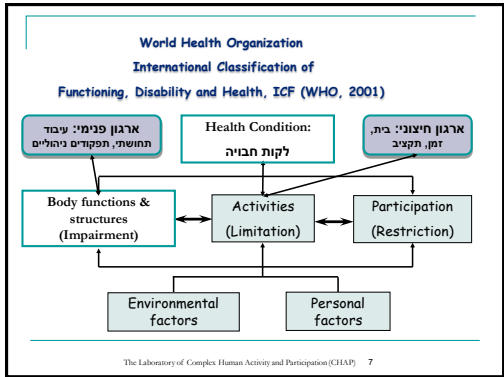 World Health Organization
International Classification of
Functioning, Disability and Health, ICF (WHO, 2001)
ארגון פנימי: עיבוד
תחושתי, תפקודים ניהוליים
Health Condition:
לקות חבויה
ארגון חיצוני: בית,
זמן, תקציב
Body functions &
structures
(Impairment)
Activities
(Limitation)
Participation
(Restriction)
Environmental
factors
Personal
factors
The Laboratory of Complex Human Activity and Participation (CHAP) 7